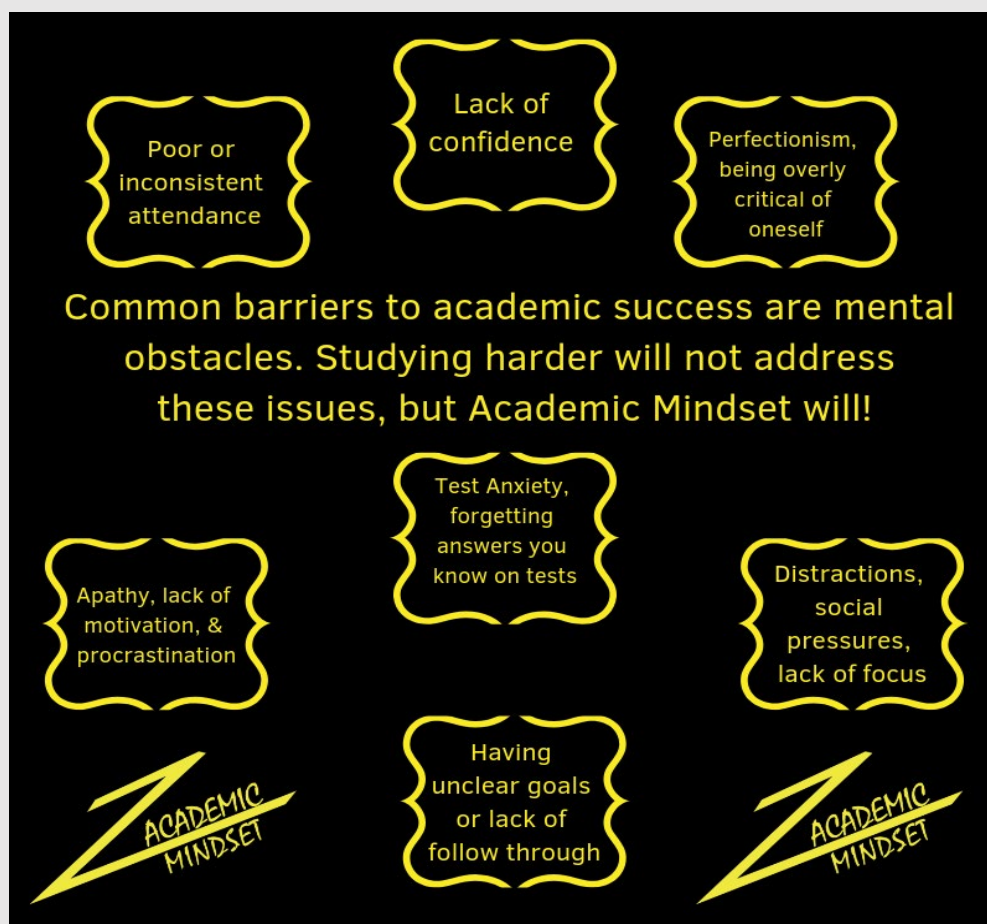 Lack of
confidence
Poor or
inconsistent
attendance
Perfectionism,
being overly
critical of
oneself
Common barriers to academic success are mental
obstacles. Studying harder will not address
these issues, but Academic Mindset will!
Test Anxiety,
forgetting
answers you
know on tests
Apathy, lack of
motivation, &
procrastination
Distractions,
social
pressures,
lack of focus
Having
unclear goals
or lack of
follow through
ACADEMIC
MINDSET
ACADEMIC
MINDSET